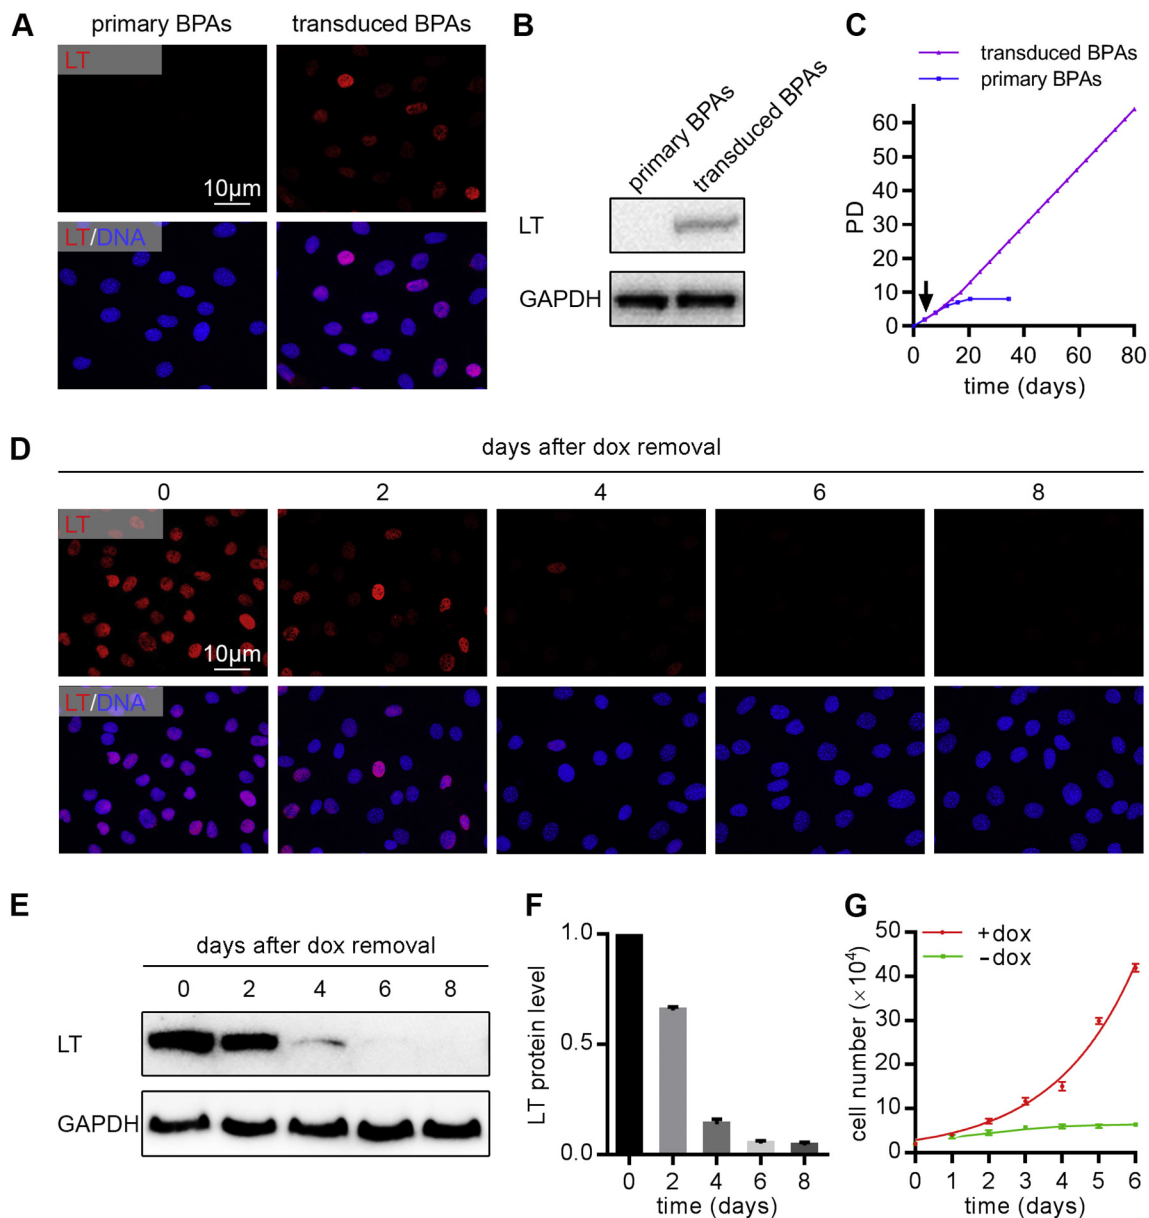 A
primary BPAs
transduced BPAs
LT
10μm
LT/DNA
B
primary BPAs
transduced BPAs
LT
GAPDH
C
transduced BPAs
primary BPAs
PD
60
50
40
30
20
10
0
0 20 40 60 80
time (days)
D
days after dox removal
0 2 4 6 8
LT
10μm
LT/DNA
E
days after dox removal
0 2 4 6 8
LT
GAPDH
F
LT protein level
1.0
0.5
0.0
0 2 4 6 8
time (days)
G
+dox
-dox
cell number (×10⁴)
50
40
30
20
10
0
0 1 2 3 4 5 6
time (days)